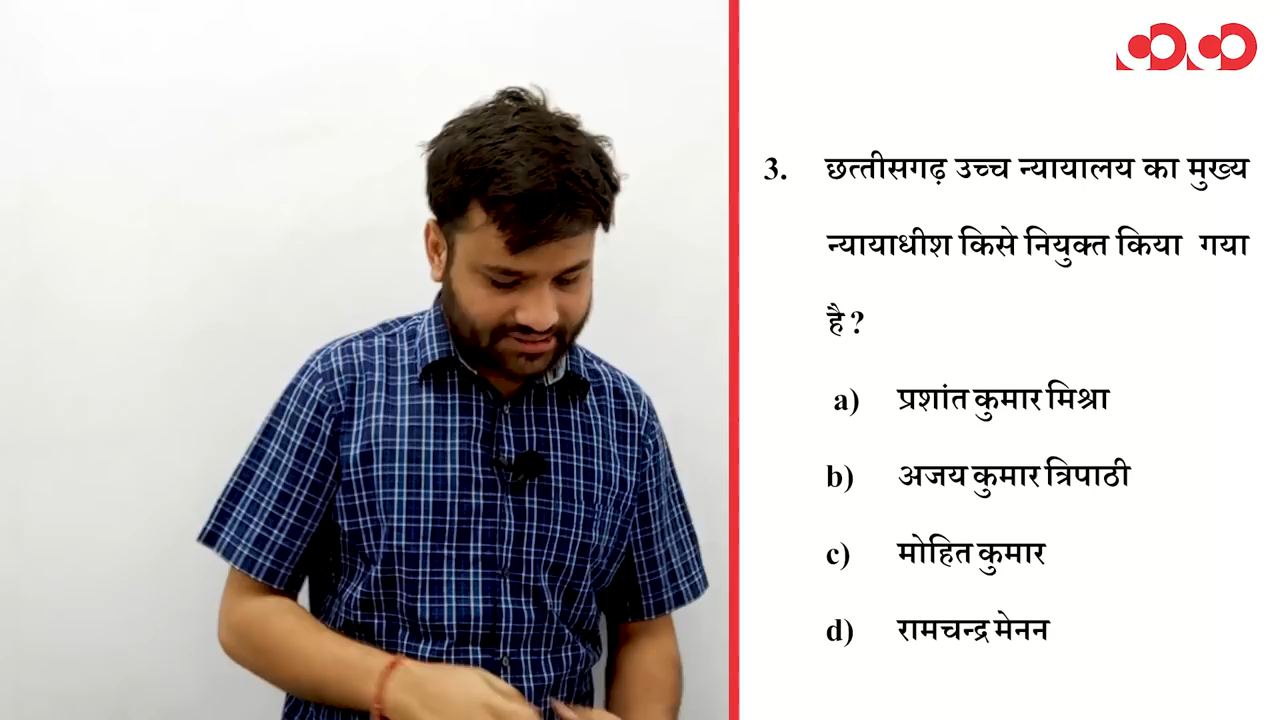 3. छत्तीसगढ़ उच्च न्यायालय का मुख्य
न्यायाधीश किसे नियुक्त किया गया
है ?
a) प्रशांत कुमार मिश्रा
b) अजय कुमार त्रिपाठी
c) मोहित कुमार
d) रामचन्द्र मेनन